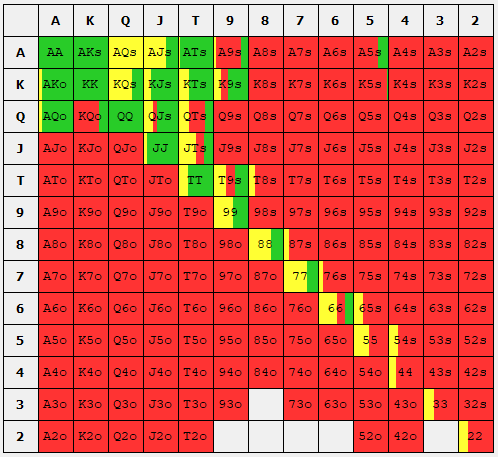 A K Q J T 9 8 7 6 5 4 3 2
A AA AKs AQs AJs ATs A9s A8s A7s A6s A5s A4s A3s A2s
K AKo KK KQs KJs KTs K9s K8s K7s K6s K5s K4s K3s K2s
Q AQo KQo QQ QJs QTs Q9s Q8s Q7s Q6s Q5s Q4s Q3s Q2s
J AJo KJo QJo JJ JTs J9s J8s J7s J6s J5s J4s J3s J2s
T ATo KTo QTo JTo TT T9s T8s T7s T6s T5s T4s T3s T2s
9 A9o K9o Q9o J9o T9o 99 98s 97s 96s 95s 94s 93s 92s
8 A8o K8o Q8o J8o T8o 98o 88 87s 86s 85s 84s 83s 82s
7 A7o K7o Q7o J7o T7o 97o 87o 77 76s 75s 74s 73s 72s
6 A6o K6o Q6o J6o T6o 96o 86o 76o 66 65s 64s 63s 62s
5 A5o K5o Q5o J5o T5o 95o 85o 75o 65o 55 54s 53s 52s
4 A4o K4o Q4o J4o T4o 94o 84o 74o 64o 54o 44 43s 42s
3 A3o K3o Q3o J3o T3o 93o 73o 63o 53o 43o 33 32s
2 A2o K2o Q2o J2o T2o 52o 42o 22